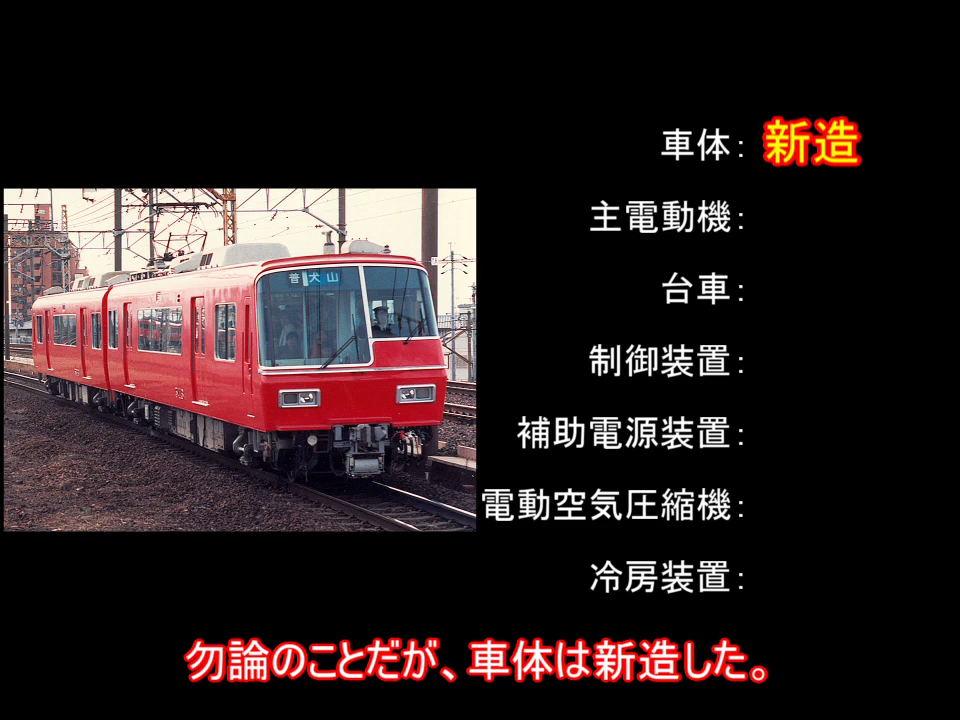 車体：新造
主電動機：
台車：
制御装置：
補助電源装置：
電動空気圧縮機：
冷房装置：
普 犬山
勿論のことだが、車体は新造した。